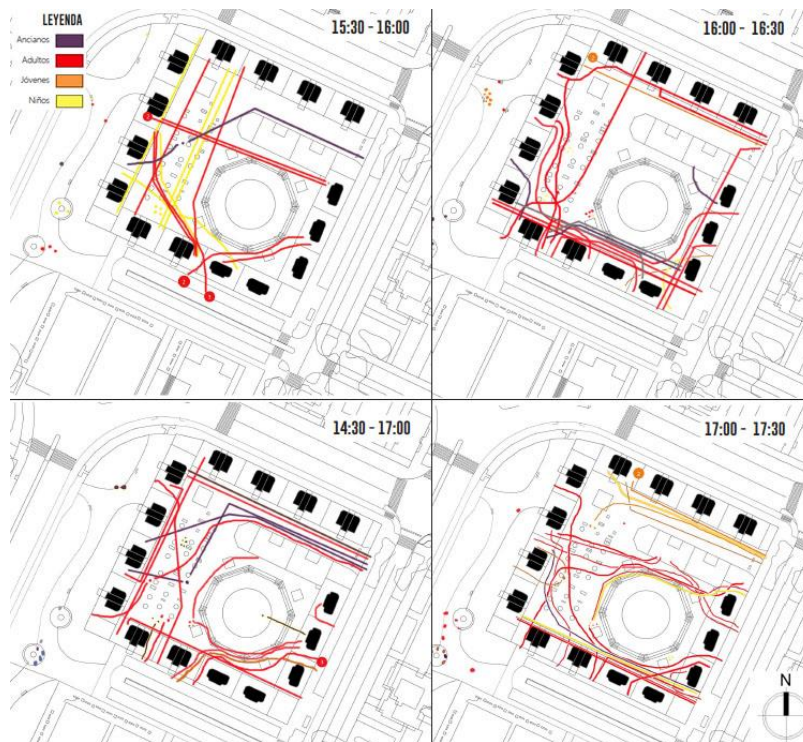 LEYENDA
Ancianos
Adultos
Jóvenes
Niños
15:30 - 16:00
16:00 - 16:30
14:30 - 17:00
17:00 - 17:30
N